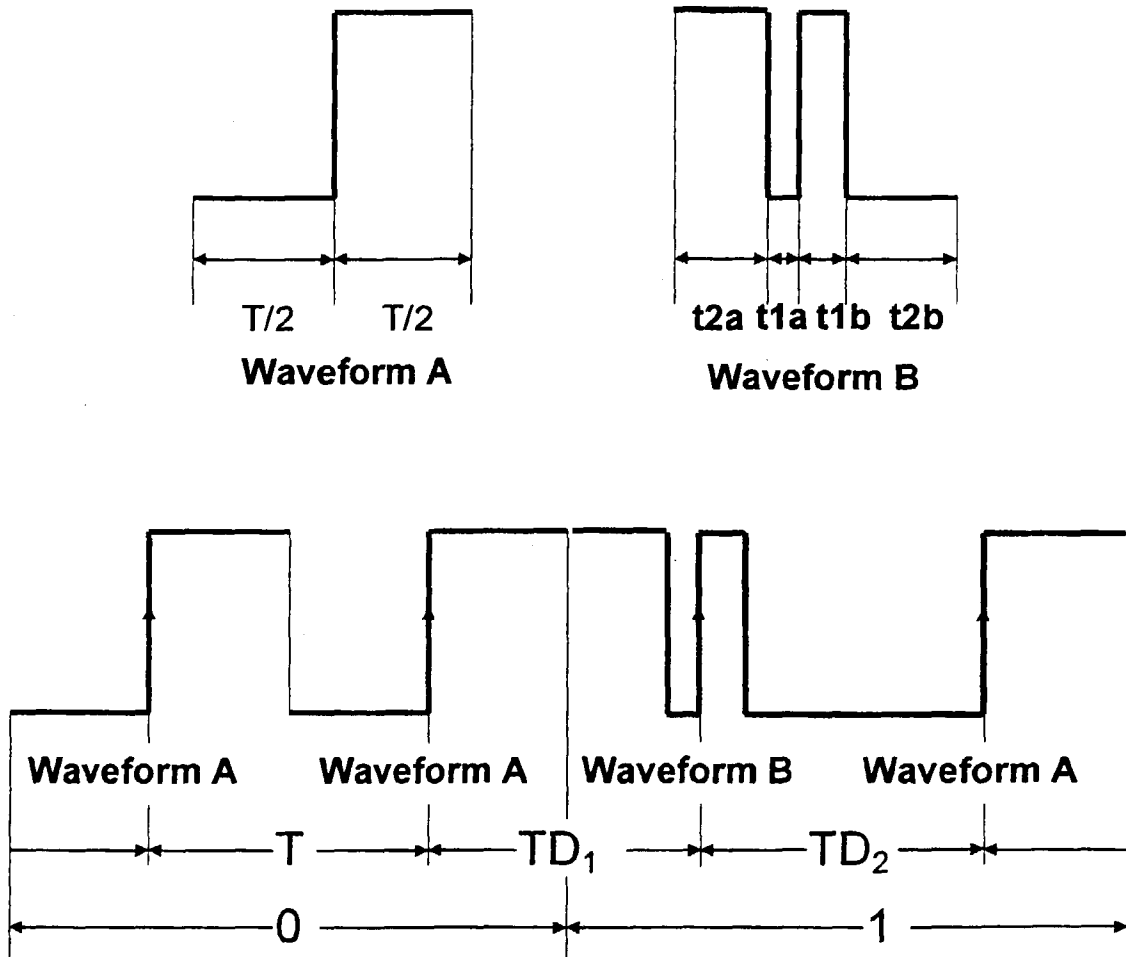 T/2 T/2 t2a t1a t1b t2b
Waveform A Waveform B
Waveform A Waveform A Waveform B Waveform A
T TD₁ TD₂
0 1